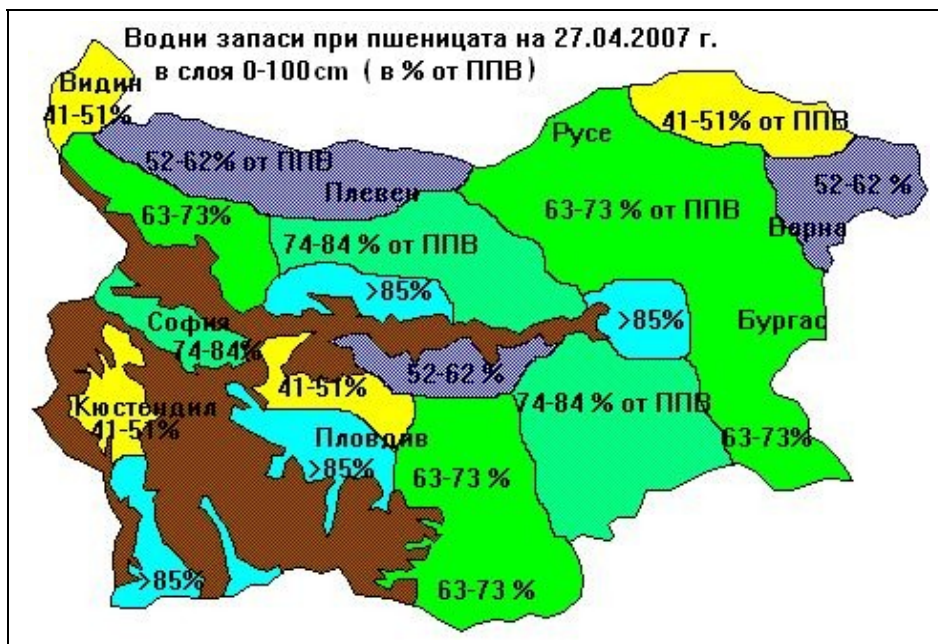 Водни запаси при пшеницата на 27.04.2007 г.
в слоя 0-100cm ( в % от ППВ)
Видин
41-51%
Русе
41-51% от ППВ
52-62% от ППВ
Плевен
52-62 %
63-73%
63-73 % от ППВ
Варна
74-84 % от ППВ
>85%
>85%
Бургас
София
74-84%
52-62 %
41-51%
74-84 % от ППВ
Кюстендил
41-51%
Пловдив
63-73%
>85%
63-73 %
>85%
63-73 %